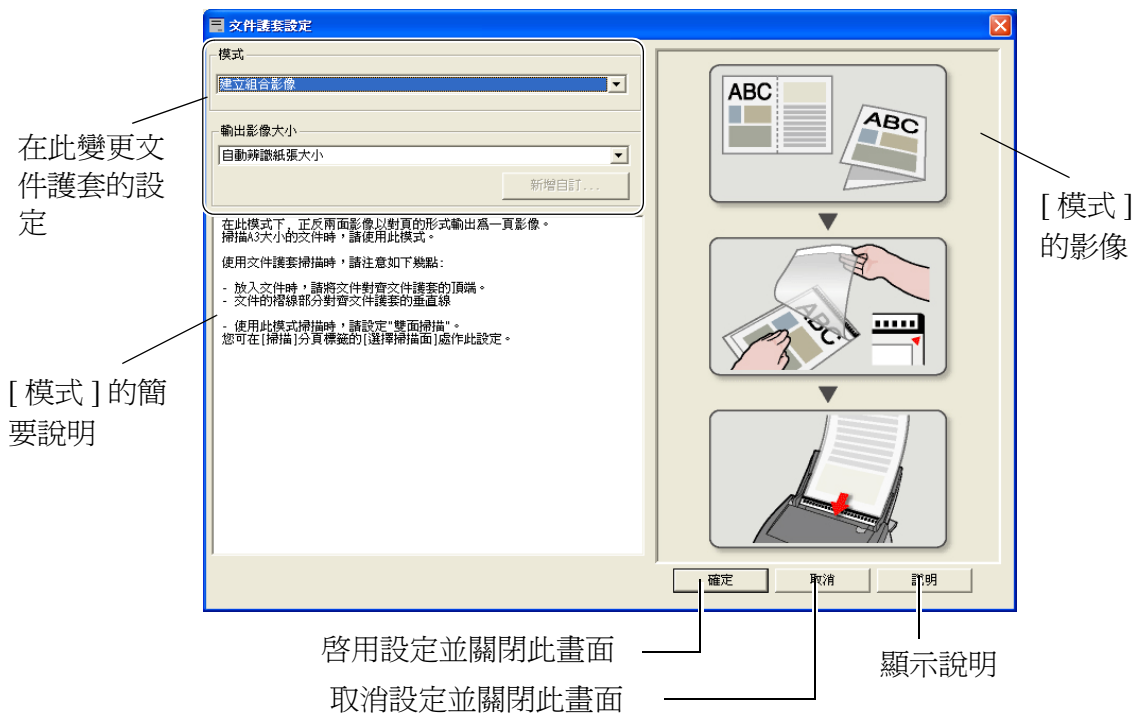 文件護套設定
模式
建立組合影像
輸出影像大小
自動辨識紙張大小
新增自訂...
在此模式下，正反兩面影像以對頁的形式輸出為一頁影像。
掃描A3大小的文件時，請使用此模式。
使用文件護套掃描時，請注意如下幾點:
- 放入文件時，請將文件對齊文件護套的頂端。
- 文件的褶線部分對齊文件護套的垂直線
- 使用此模式掃描時，請設定"雙面掃描"。
您可在[掃描]分頁標籤的[選擇掃描面]處作此設定。
ABC
ABC
ABC
確定
取消
說明
在此變更文
件護套的設
定
[ 模式 ] 的簡
要說明
[ 模式 ]
的影像
啓用設定並關閉此畫面
取消設定並關閉此畫面
顯示說明